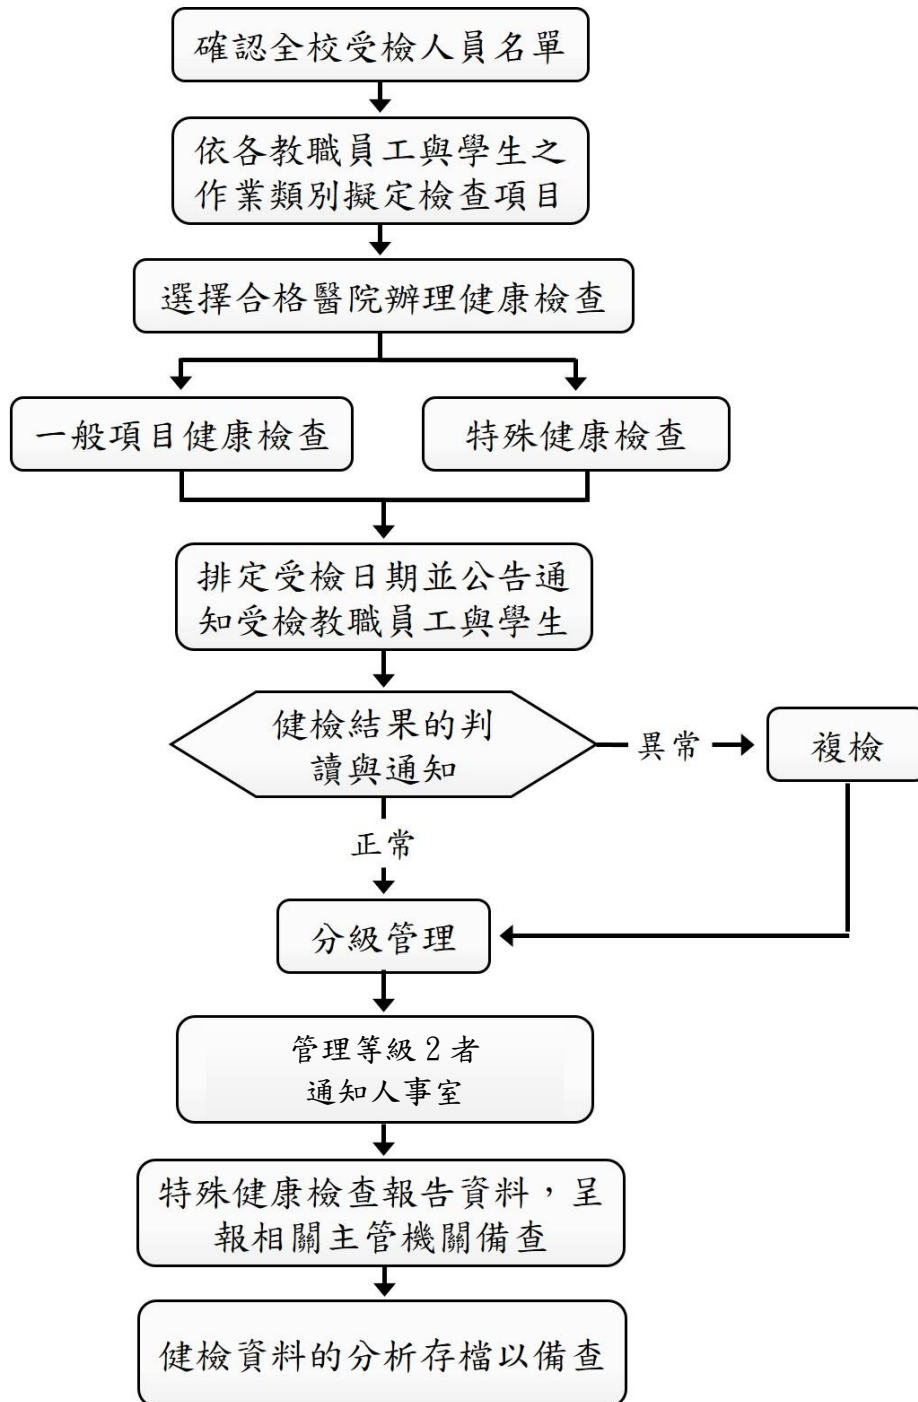 確認全校受檢人員名單
依各教職員工與學生之
作業類別擬定檢查項目
選擇合格醫院辦理健康檢查
一般項目健康檢查
特殊健康檢查
排定受檢日期並公告通
知受檢教職員工與學生
健檢結果的判
讀與通知
異常
複檢
正常
分級管理
管理等級2者
通知人事室
特殊健康檢查報告資料，呈
報相關主管機關備查
健檢資料的分析存檔以備查